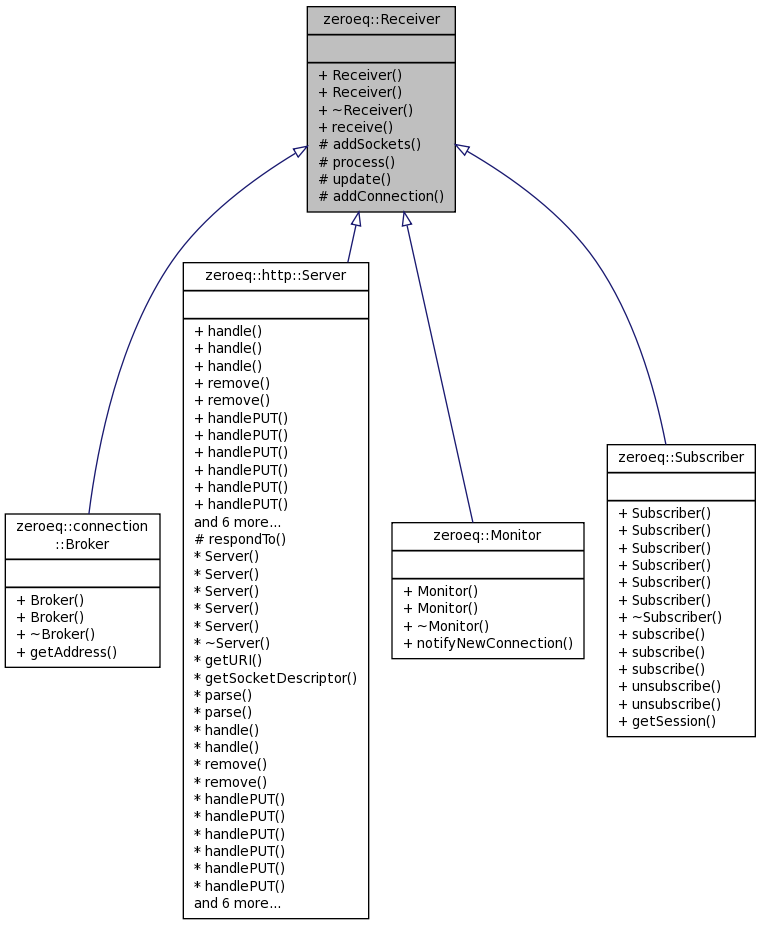 zeroeq::Receiver
+ Receiver()
+ Receiver()
+ ~Receiver()
+ receive()
# addSockets()
# process()
# update()
# addConnection()
zeroeq::connection
::Broker
+ Broker()
+ Broker()
+ ~Broker()
+ getAddress()
zeroeq::http::Server
+ handle()
+ handle()
+ handle()
+ remove()
+ remove()
+ handlePUT()
+ handlePUT()
+ handlePUT()
+ handlePUT()
+ handlePUT()
+ handlePUT()
and 6 more...
# respondTo()
* Server()
* Server()
* Server()
* Server()
* Server()
* ~Server()
* getURI()
* getSocketDescriptor()
* parse()
* parse()
* handle()
* handle()
* remove()
* remove()
* handlePUT()
* handlePUT()
* handlePUT()
* handlePUT()
* handlePUT()
* handlePUT()
and 6 more...
zeroeq::Monitor
+ Monitor()
+ Monitor()
+ ~Monitor()
+ notifyNewConnection()
zeroeq::Subscriber
+ Subscriber()
+ Subscriber()
+ Subscriber()
+ Subscriber()
+ Subscriber()
+ Subscriber()
+ ~Subscriber()
+ subscribe()
+ subscribe()
+ subscribe()
+ unsubscribe()
+ unsubscribe()
+ getSession()